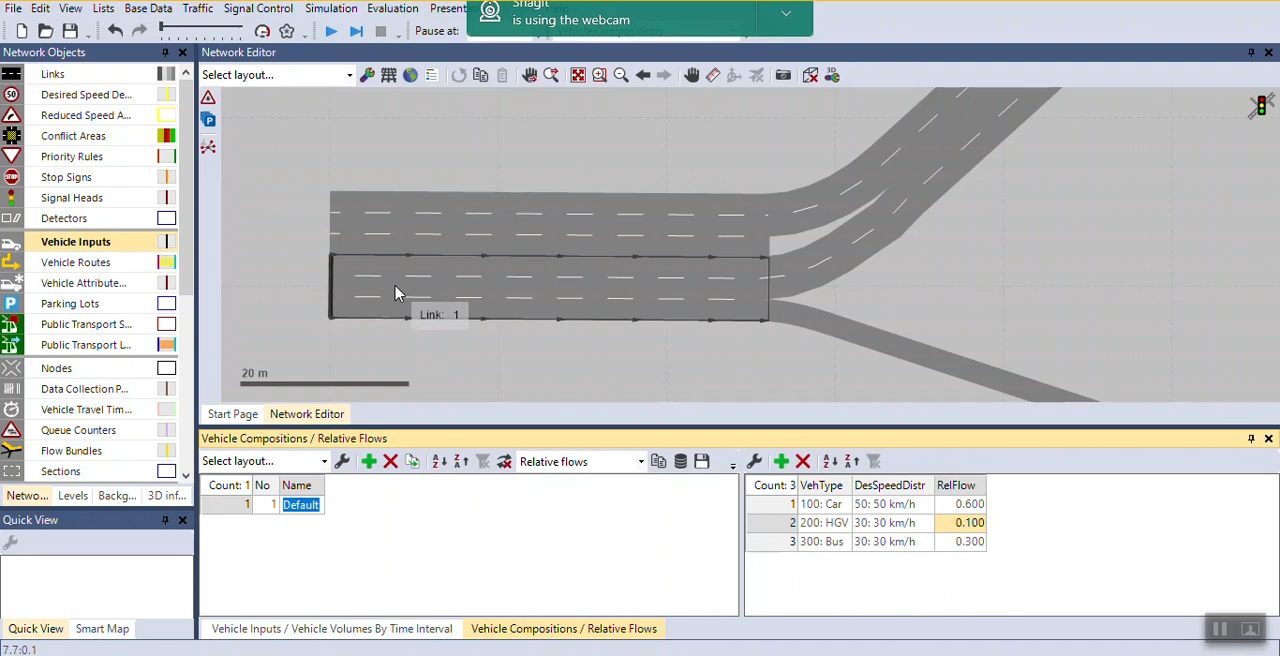 File Edit View Lists Base Data Traffic Signal Control Simulation Evaluation
is using the webcam
Pause at:
Network Objects
Network Editor
Select layout...
3D
Links
50 Desired Speed De...
Reduced Speed A...
Conflict Areas
Priority Rules
STOP Stop Signs
Signal Heads
Detectors
Vehicle Inputs
Vehicle Routes
Vehicle Attribute...
P Parking Lots
Public Transport S...
Public Transport L...
Nodes
Data Collection P...
Vehicle Travel Tim...
Queue Counters
Flow Bundles
Sections
P
Link: 1
20 m
Start Page Network Editor
Netwo... Levels Backg... 3D inf...
Quick View
Quick View Smart Map
Vehicle Compositions / Relative Flows
Select layout... Relative flows
Count: 1 No Name
1 1 Default
Count: 3 VehType DesSpeedDistr RelFlow
1 100: Car 50: 50 km/h 0.600
2 200: HGV 30: 30 km/h 0.100
3 300: Bus 30: 30 km/h 0.300
Vehicle Inputs / Vehicle Volumes By Time Interval Vehicle Compositions / Relative Flows
7.7:0.1